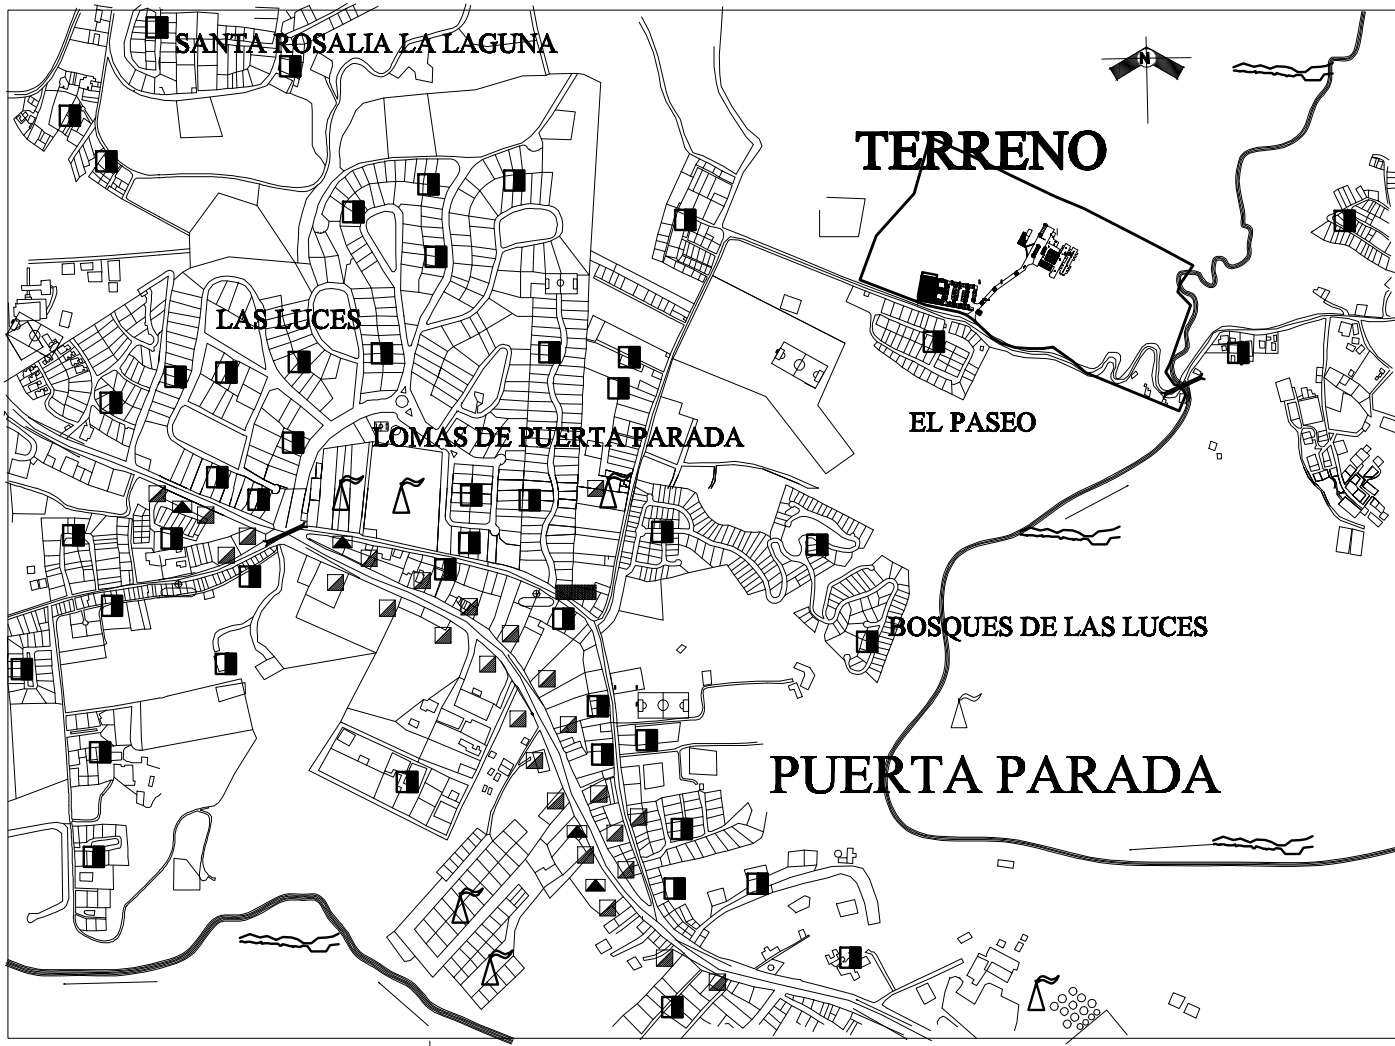 SANTA ROSALIA LA LAGUNA
N
TERRENO
LAS LUCES
LOMAS DE PUERTA PARADA
EL PASEO
BOSQUES DE LAS LUCES
PUERTA PARADA